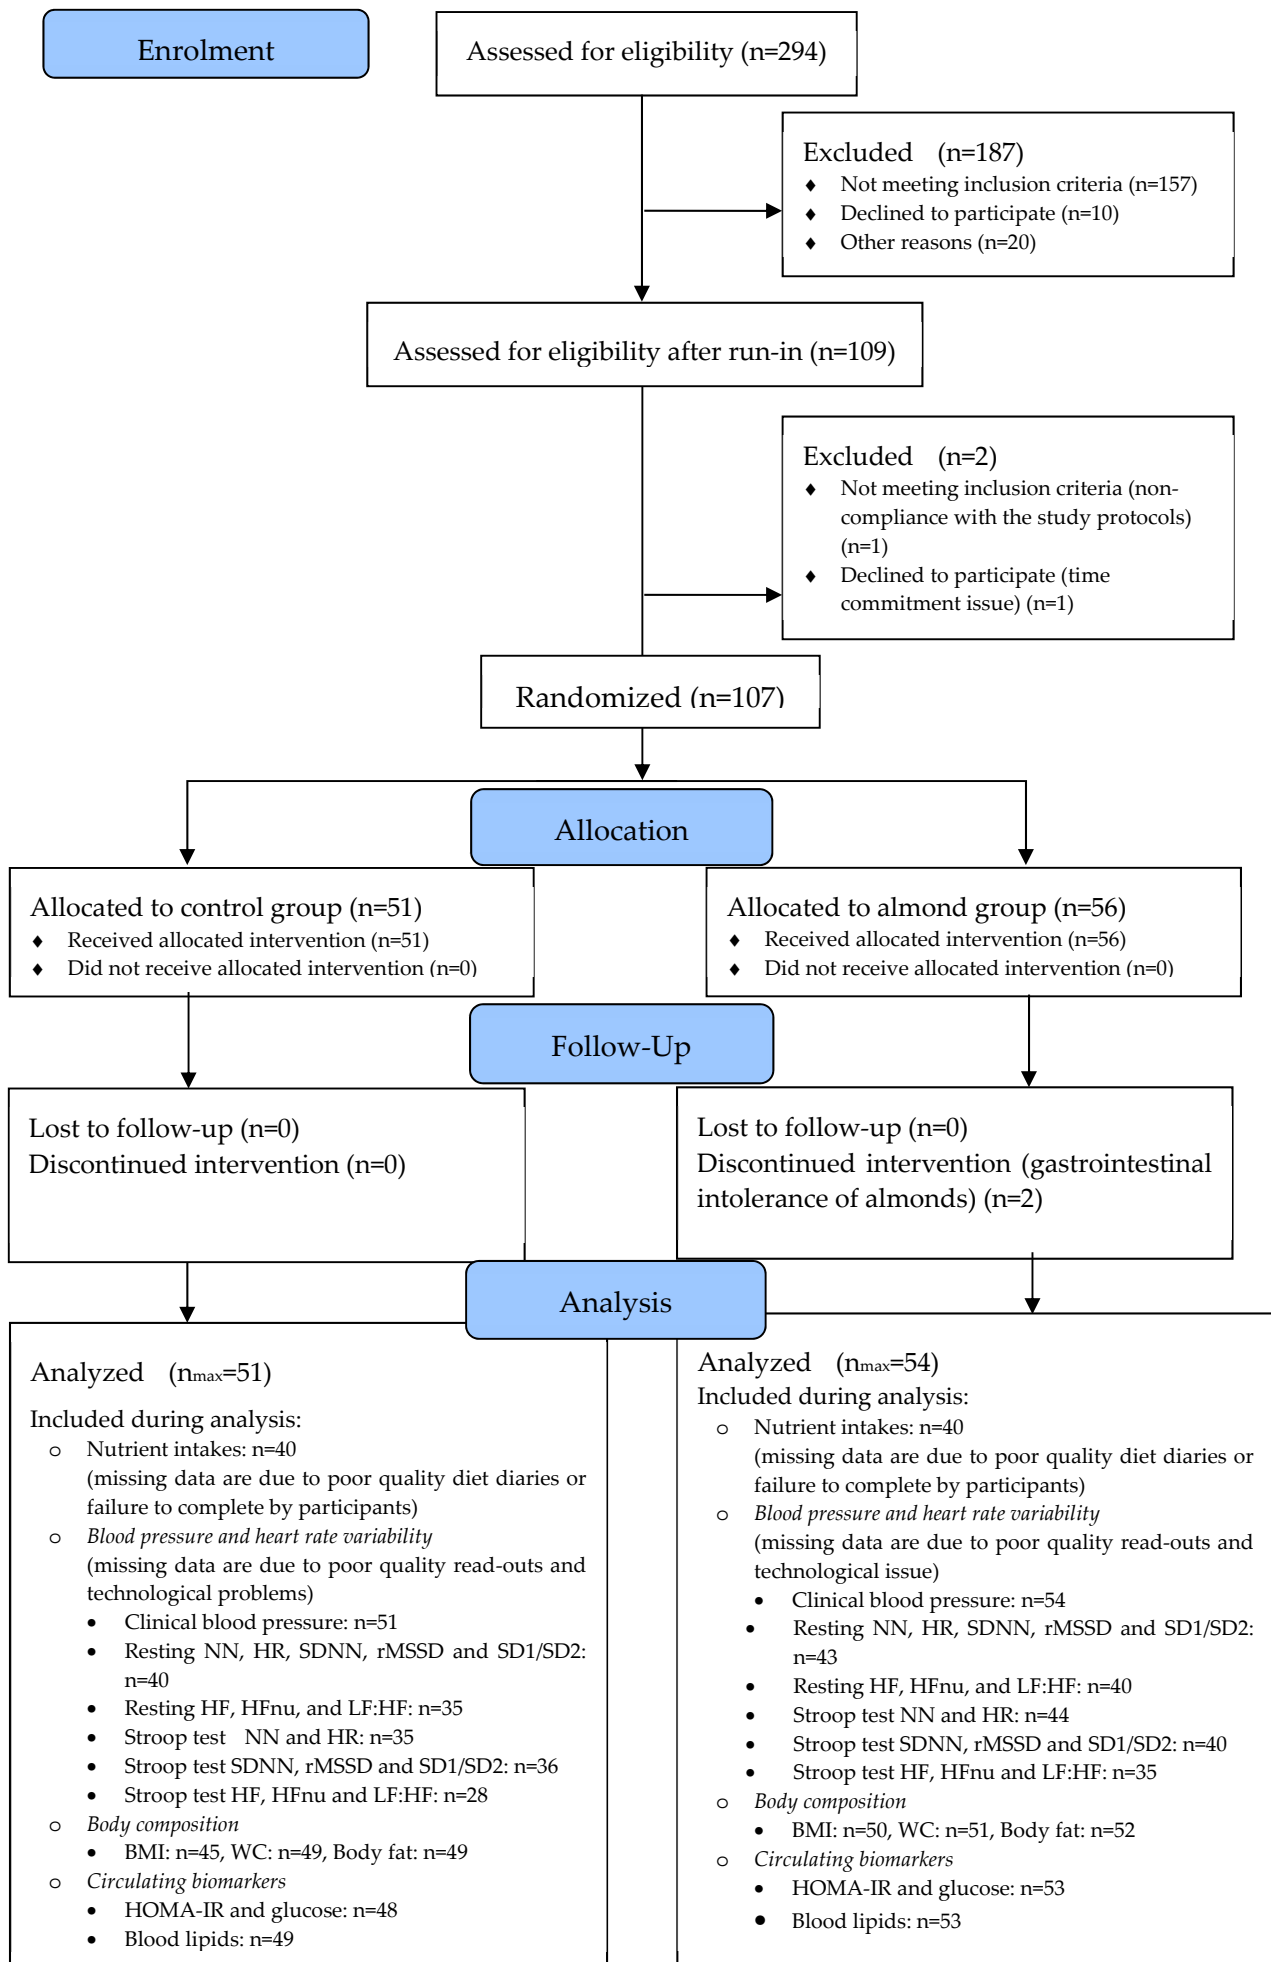 Enrolment
Assessed for eligibility (n=294)
Excluded (n=187)
♦ Not meeting inclusion criteria (n=157)
♦ Declined to participate (n=10)
♦ Other reasons (n=20)
Assessed for eligibility after run-in (n=109)
Excluded (n=2)
♦ Not meeting inclusion criteria (non-
compliance with the study protocols)
(n=1)
♦ Declined to participate (time
commitment issue) (n=1)
Randomized (n=107)
Allocation
Allocated to control group (n=51)
♦ Received allocated intervention (n=51)
♦ Did not receive allocated intervention (n=0)
Allocated to almond group (n=56)
♦ Received allocated intervention (n=56)
♦ Did not receive allocated intervention (n=0)
Follow-Up
Lost to follow-up (n=0)
Discontinued intervention (n=0)
Lost to follow-up (n=0)
Discontinued intervention (gastrointestinal
intolerance of almonds) (n=2)
Analysis
Analyzed (nmax=51)
Included during analysis:
o Nutrient intakes: n=40
(missing data are due to poor quality diet diaries or
failure to complete by participants)
o Blood pressure and heart rate variability
(missing data are due to poor quality read-outs and
technological problems)
• Clinical blood pressure: n=51
• Resting NN, HR, SDNN, rMSSD and SD1/SD2:
n=40
• Resting HF, HFnu, and LF:HF: n=35
• Stroop test NN and HR: n=35
• Stroop test SDNN, rMSSD and SD1/SD2: n=36
• Stroop test HF, HFnu and LF:HF: n=28
o Body composition
• BMI: n=45, WC: n=49, Body fat: n=49
o Circulating biomarkers
• HOMA-IR and glucose: n=48
• Blood lipids: n=49
Analyzed (nmax=54)
Included during analysis:
o Nutrient intakes: n=40
(missing data are due to poor quality diet diaries or
failure to complete by participants)
o Blood pressure and heart rate variability
(missing data are due to poor quality read-outs and
technological issue)
• Clinical blood pressure: n=54
• Resting NN, HR, SDNN, rMSSD and SD1/SD2:
n=43
• Resting HF, HFnu, and LF:HF: n=40
• Stroop test NN and HR: n=44
• Stroop test SDNN, rMSSD and SD1/SD2: n=40
• Stroop test HF, HFnu and LF:HF: n=35
o Body composition
• BMI: n=50, WC: n=51, Body fat: n=52
o Circulating biomarkers
• HOMA-IR and glucose: n=53
• Blood lipids: n=53